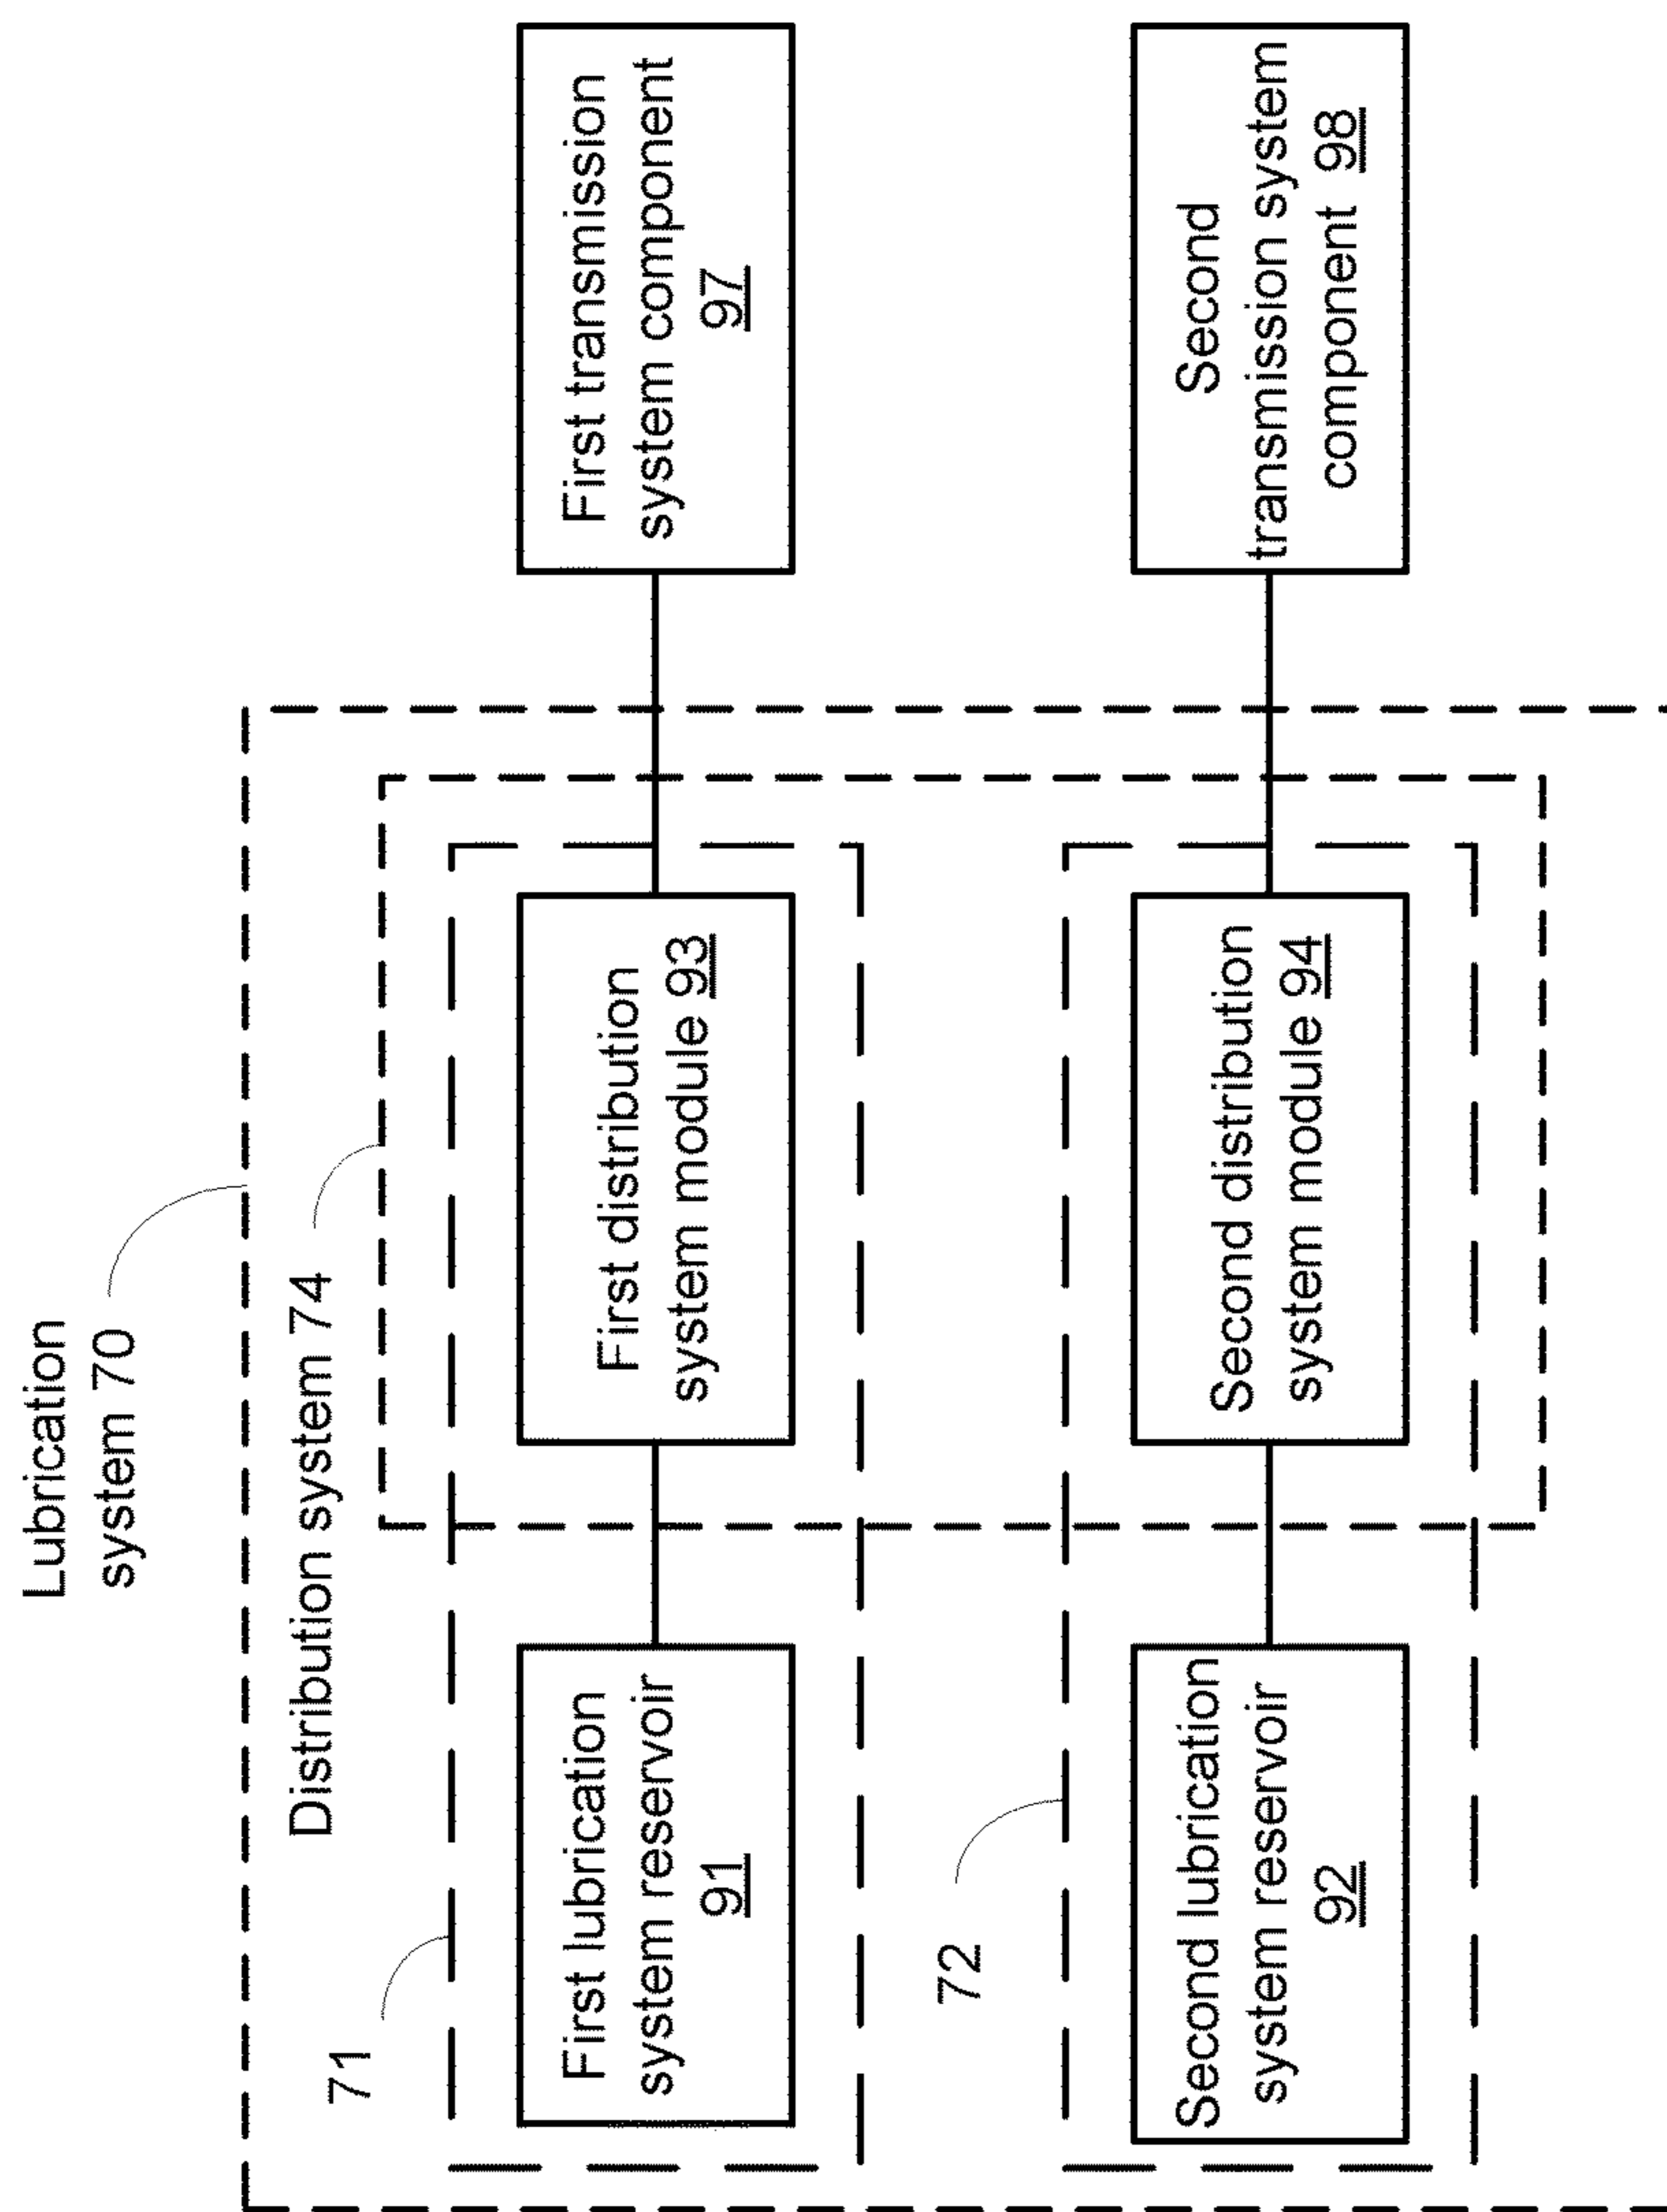 Lubrication
system 70
Distribution system 74
71
First lubrication
system reservoir
91
First distribution
system module 93
First transmission
system component
97
72
Second lubrication
system reservoir
92
Second distribution
system module 94
Second
transmission system
component 98